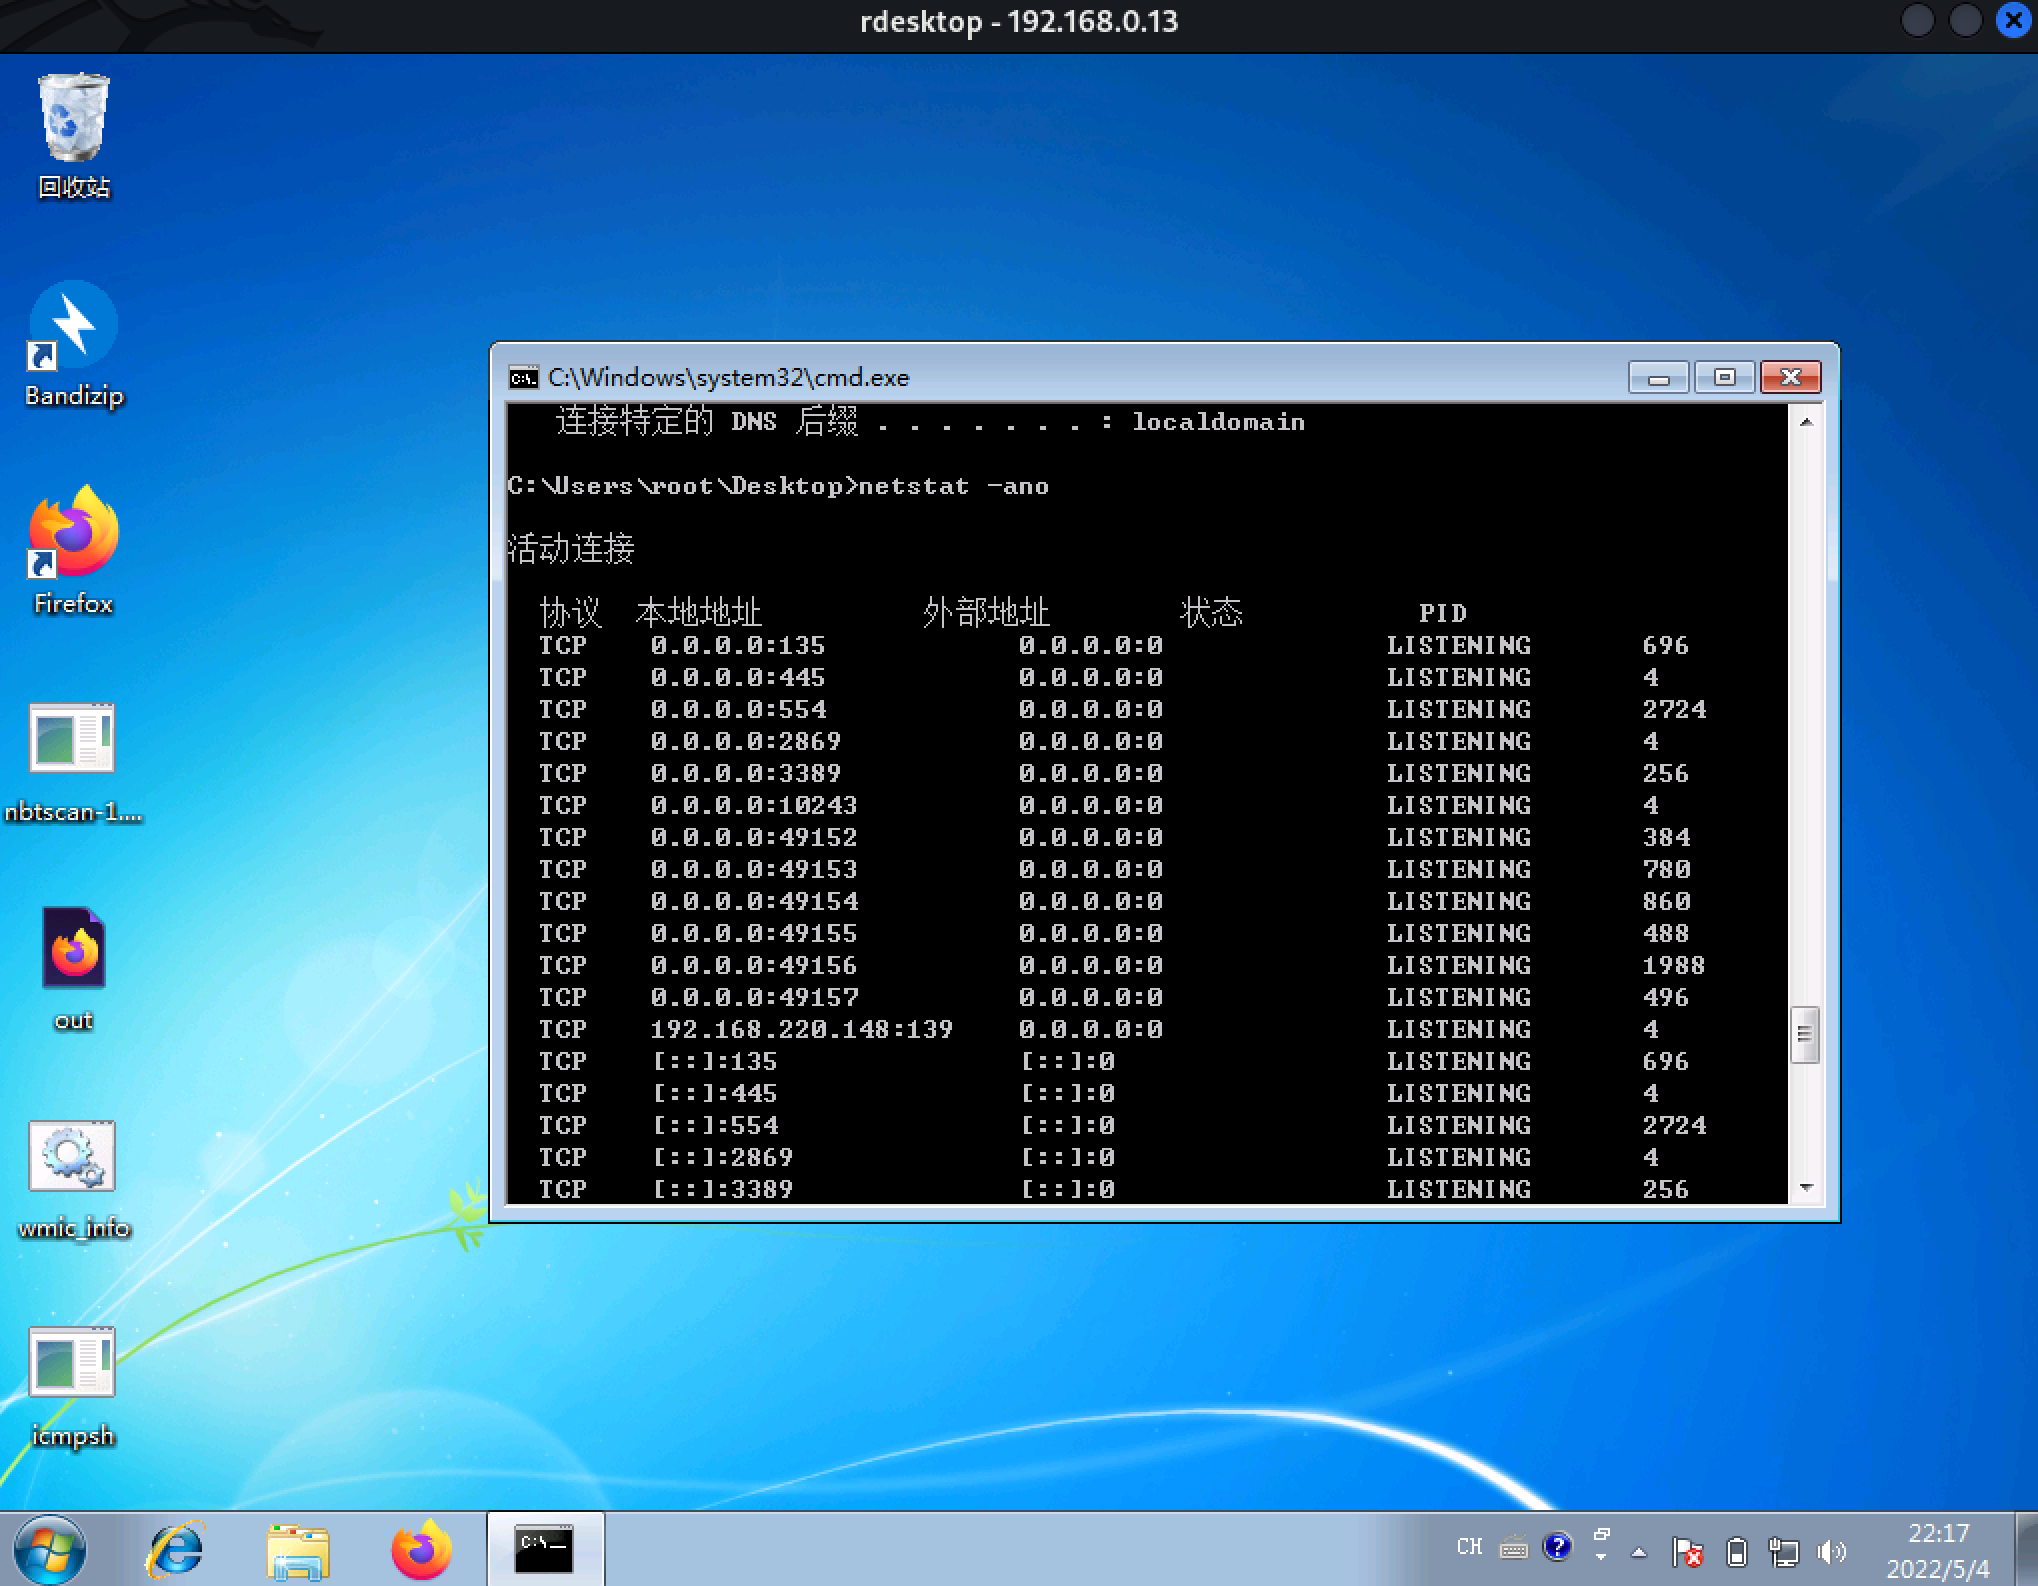 rdesktop - 192.168.0.13
回收站
Bandizip
Firefox
nbtscan-1....
out
wmic_info
icmpsh
C:\Windows\system32\cmd.exe
连接特定的 DNS 后缀 . . . . . . . : localdomain
C:\Users\root\Desktop>netstat -ano
活动连接
协议 本地地址 外部地址 状态 PID
TCP 0.0.0.0:135 0.0.0.0:0 LISTENING 696
TCP 0.0.0.0:445 0.0.0.0:0 LISTENING 4
TCP 0.0.0.0:554 0.0.0.0:0 LISTENING 2724
TCP 0.0.0.0:2869 0.0.0.0:0 LISTENING 4
TCP 0.0.0.0:3389 0.0.0.0:0 LISTENING 256
TCP 0.0.0.0:10243 0.0.0.0:0 LISTENING 4
TCP 0.0.0.0:49152 0.0.0.0:0 LISTENING 384
TCP 0.0.0.0:49153 0.0.0.0:0 LISTENING 780
TCP 0.0.0.0:49154 0.0.0.0:0 LISTENING 860
TCP 0.0.0.0:49155 0.0.0.0:0 LISTENING 488
TCP 0.0.0.0:49156 0.0.0.0:0 LISTENING 1988
TCP 0.0.0.0:49157 0.0.0.0:0 LISTENING 496
TCP 192.168.220.148:139 0.0.0.0:0 LISTENING 4
TCP [::]:135 [::]:0 LISTENING 696
TCP [::]:445 [::]:0 LISTENING 4
TCP [::]:554 [::]:0 LISTENING 2724
TCP [::]:2869 [::]:0 LISTENING 4
TCP [::]:3389 [::]:0 LISTENING 256
CH
22:17
2022/5/4